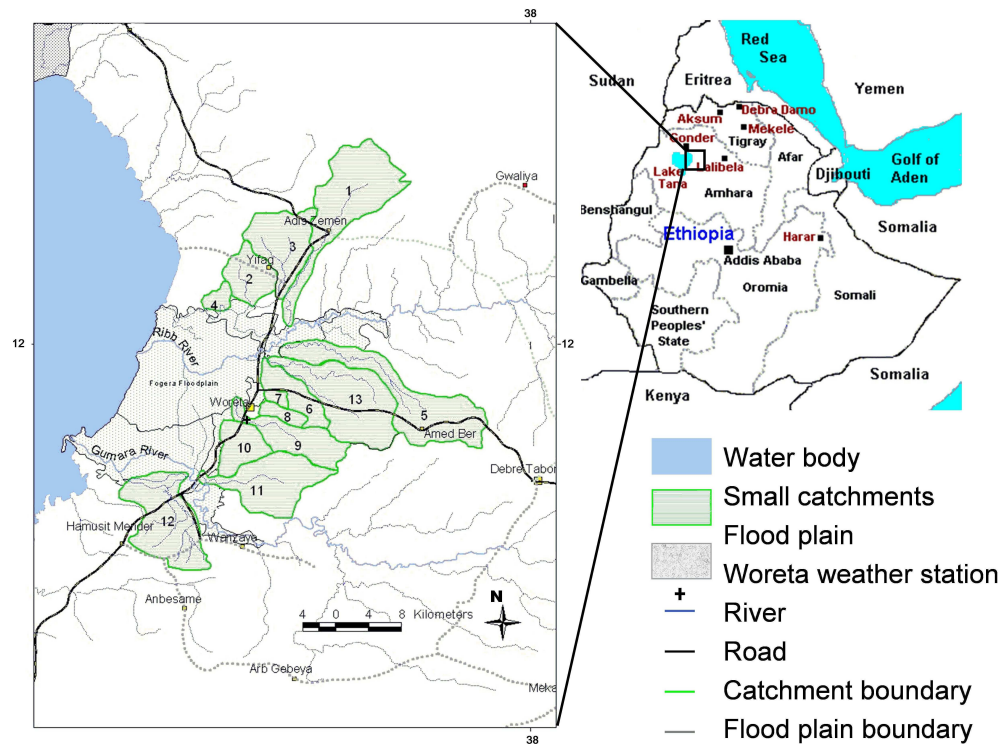 38
Gwaliya
1
Adis Zemen
3
Yifag
2
4
12
Ribb River
Fogera Floodplain
13
Woreta
7
6
8
5
Amed Ber
10
9
Gumara River
11
Debre Tabor
12
Hamusit Mender
Wanzaye
Anbesame
4 0 4 8 Kilometers
N
Arb Gebeya
Meka
38
12
Red
Sea
Sudan
Eritrea
Yemen
Debra Damo
Aksum
Mekele
Gonder
Tigray
Afar
Golf of
Aden
Lalibela
Lake
Tana
Djibouti
Amhara
Benshangul
Somalia
Ethiopia
Harar
Addis Ababa
Gambella
Oromia
Somali
Southern
Peoples'
State
Somalia
Kenya
Water body
Small catchments
Flood plain
Woreta weather station
River
Road
Catchment boundary
Flood plain boundary